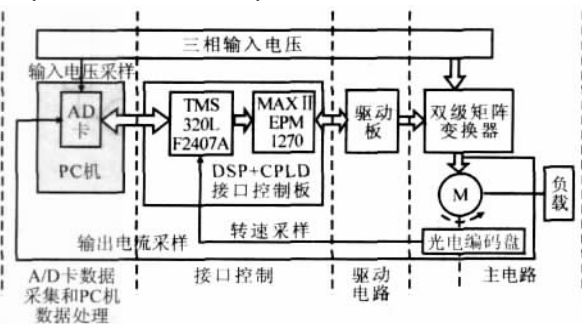 三相输入电压
输入电压采样
AD
卡
PC机
TMS
320L
F2407A
MAX II
EPM
1270
DSP+CPLD
接口控制板
驱动
板
双级矩阵
变换器
M
负
载
转速采样
输出电流采样
光电编码盘
A/D卡数据
采集和PC机
数据处理
接口控制
驱动
电路
主电路